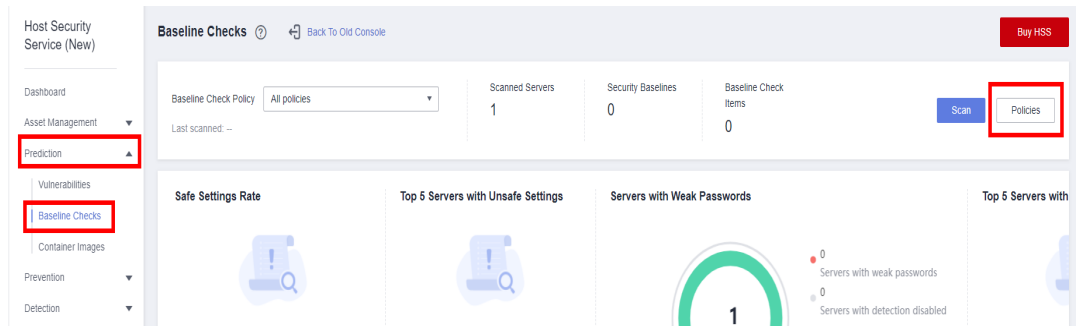 Host Security
Service (New)
Baseline Checks ? Back To Old Console
Buy HSS
Dashboard
Asset Management
Prediction
Vulnerabilities
Baseline Checks
Container Images
Prevention
Detection
Baseline Check Policy All policies
Last scanned: --
Scanned Servers
1
Security Baselines
0
Baseline Check
Items
0
Scan
Policies
Safe Settings Rate
Top 5 Servers with Unsafe Settings
Servers with Weak Passwords
1
0
Servers with weak passwords
0
Servers with detection disabled
Top 5 Servers with